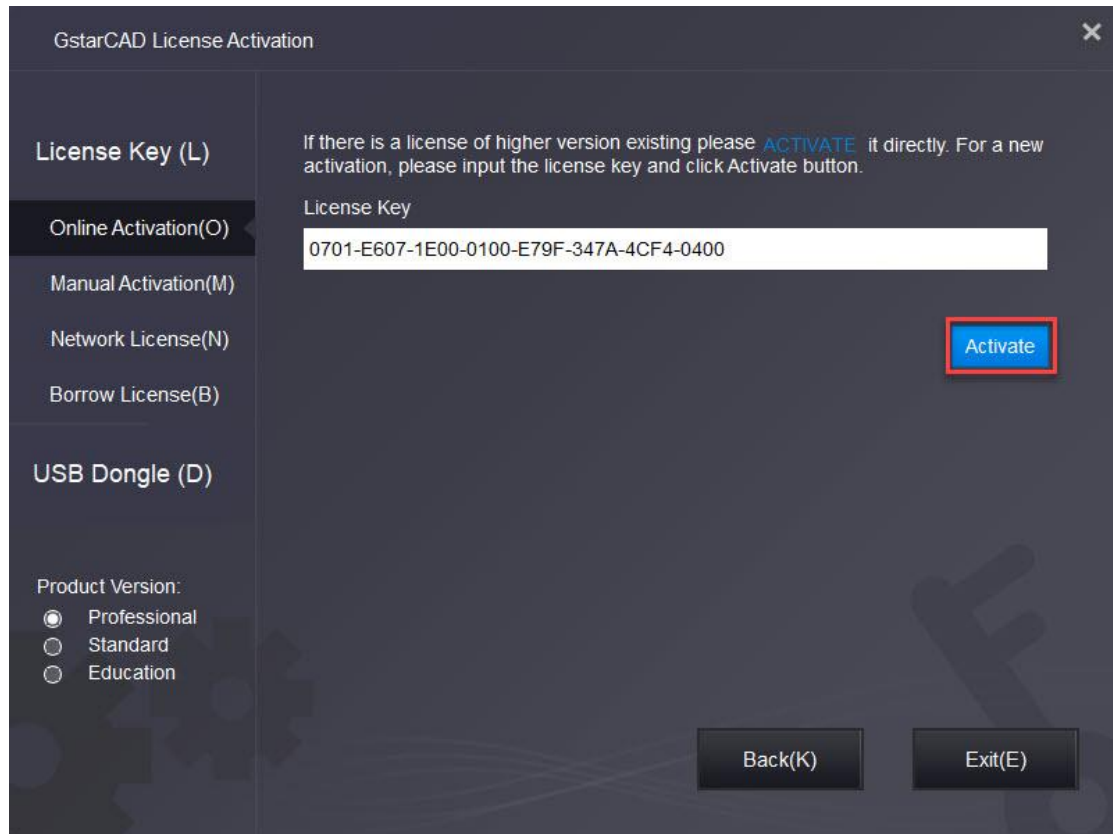 GstarCAD License Activation
License Key (L)
Online Activation(O)
Manual Activation(M)
Network License(N)
Borrow License(B)
USB Dongle (D)
Product Version:
Professional
Standard
Education
If there is a license of higher version existing please ACTIVATE it directly. For a new
activation, please input the license key and click Activate button.
License Key
0701-E607-1E00-0100-E79F-347A-4CF4-0400
Activate
Back(K)
Exit(E)